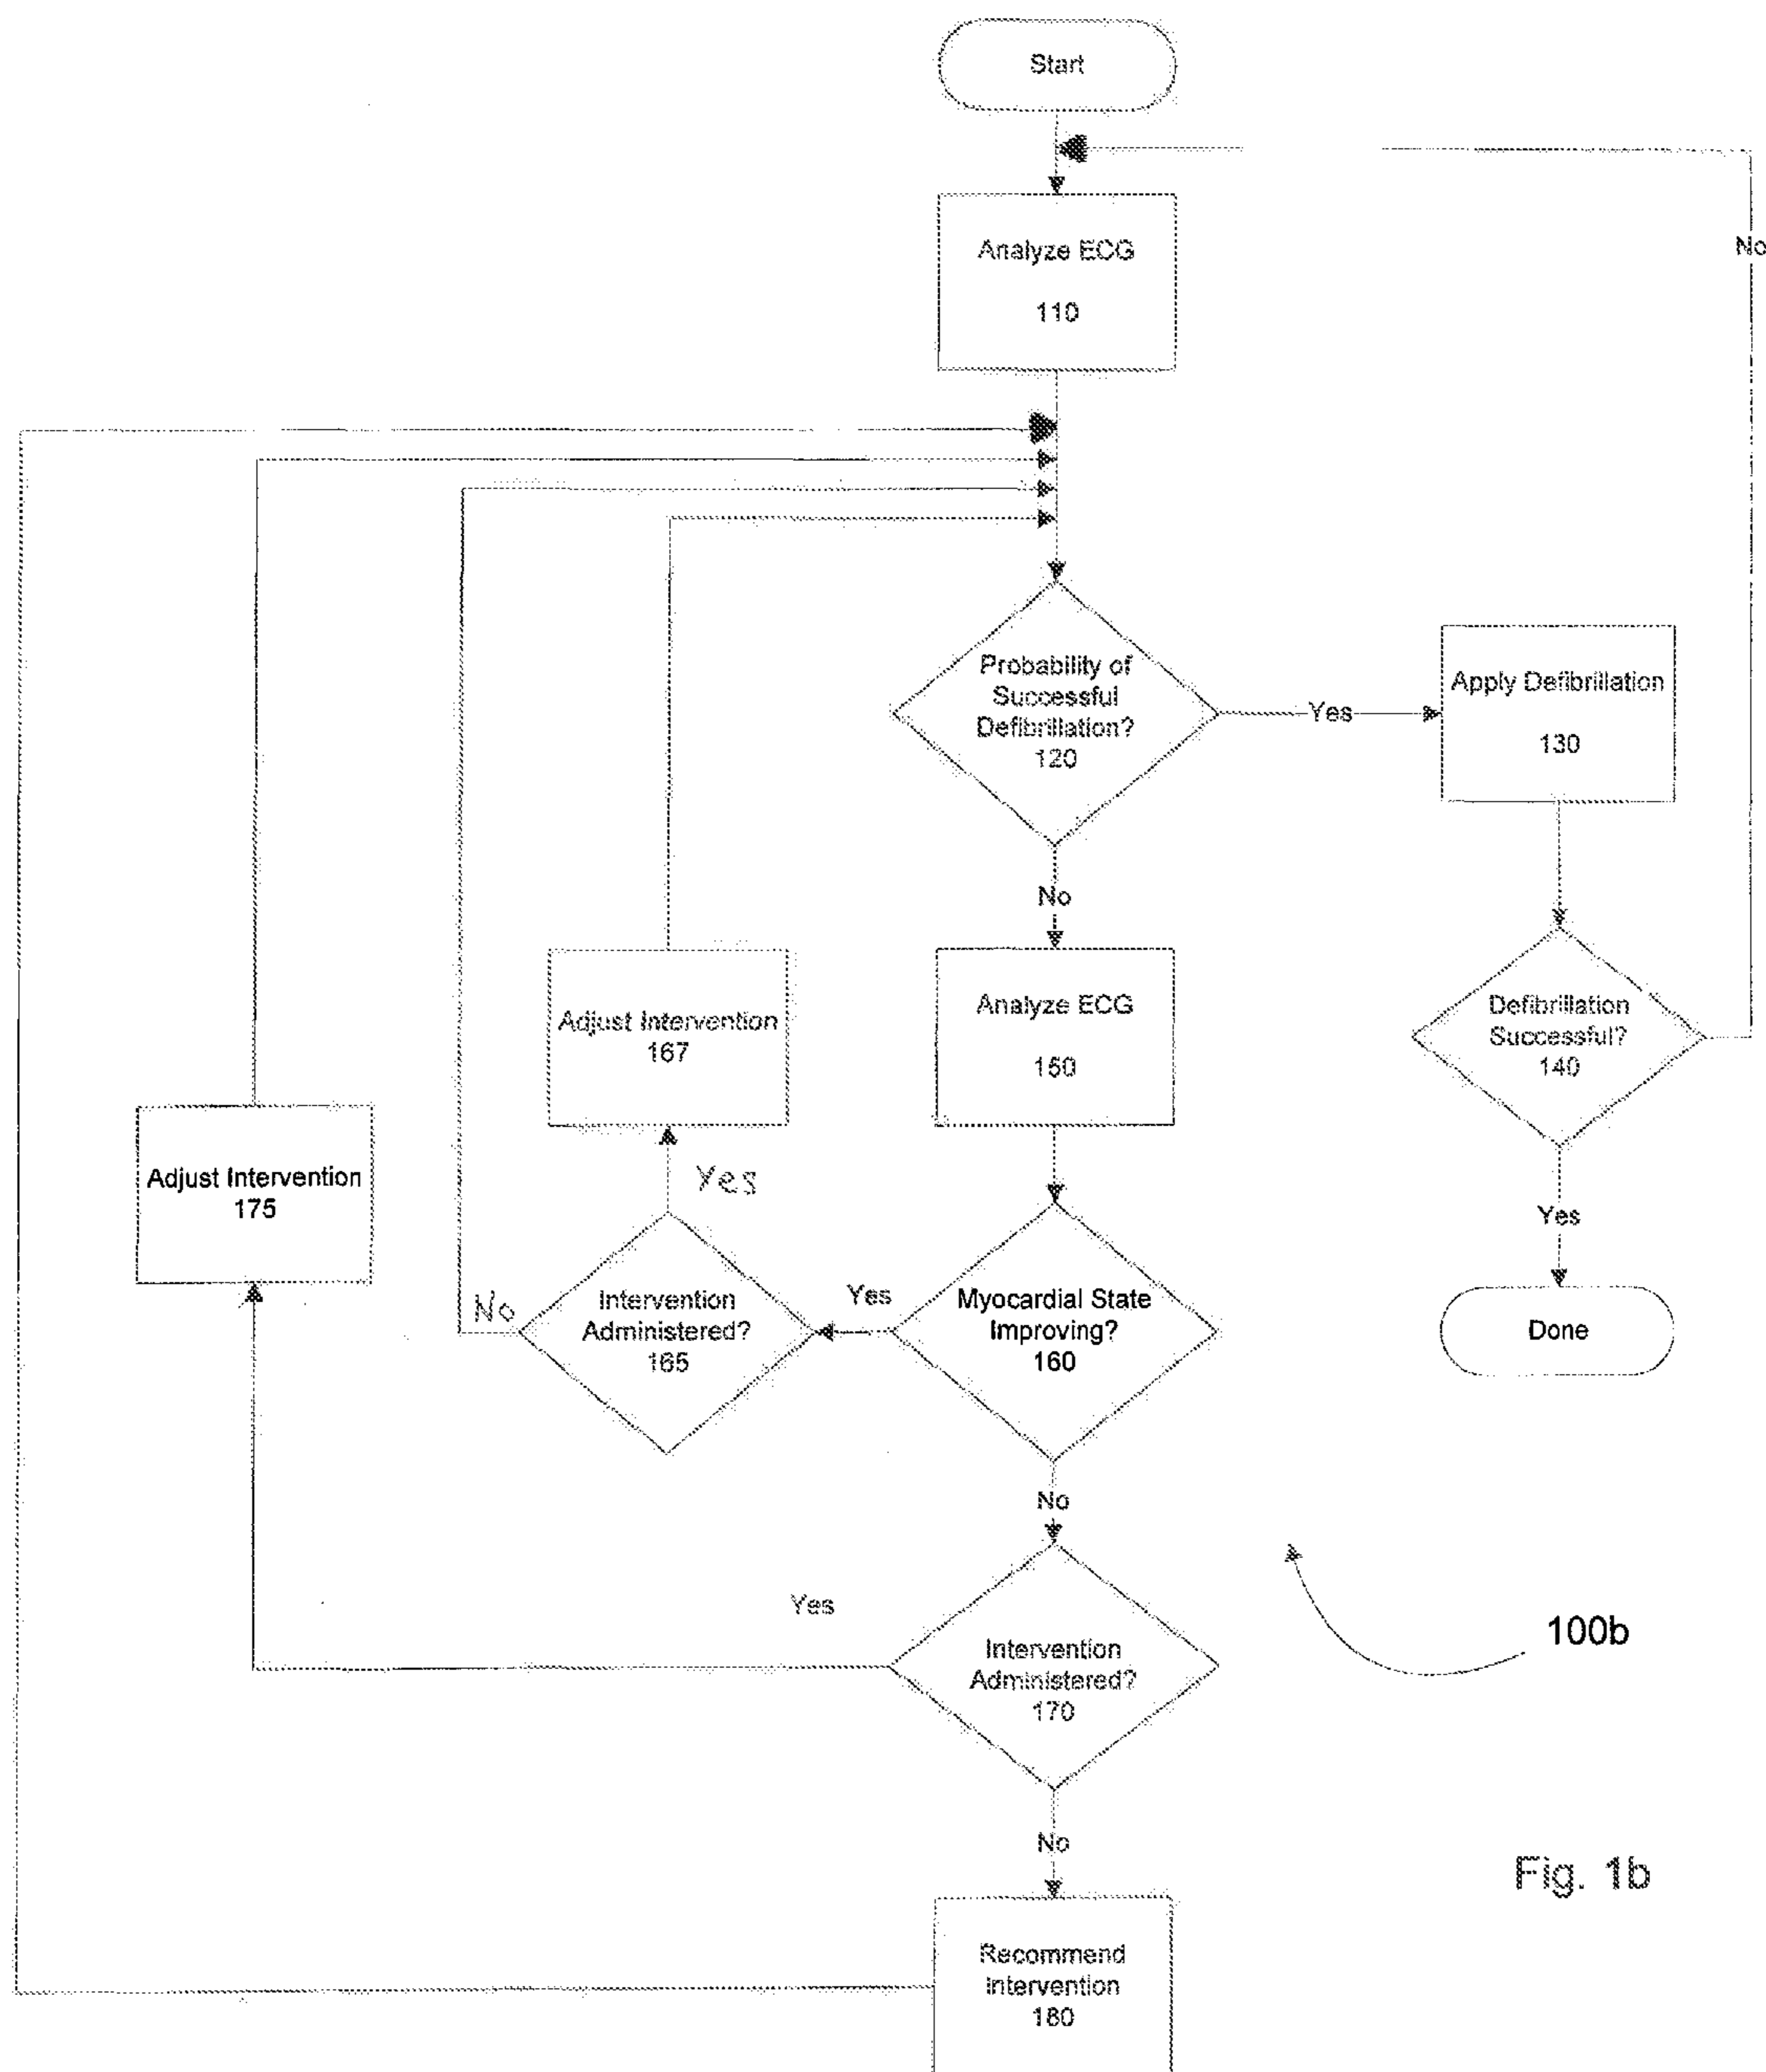 Start
No
Analyze ECG
110
Probability of
Successful
Defibrillation?
120
Yes
Apply Defibrillation
130
No
Adjust Intervention
167
Analyze ECG
150
Defibrillation
Successful?
140
Adjust Intervention
175
Yes
Yes
No
Intervention
Administered?
165
Yes
Myocardial State
Improving?
160
Done
No
Yes
Intervention
Administered?
170
100b
No
Fig. 1b
Recommend
Intervention
180